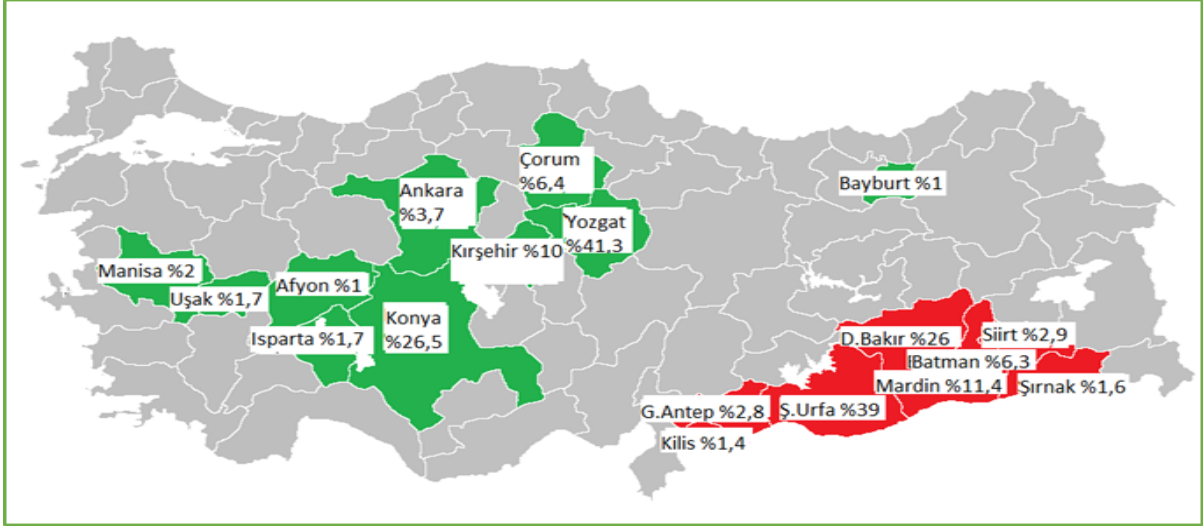 Çorum
%6,4
Bayburt %1
Ankara
%3,7
Yozgat
%41,3
Kırşehir %10
Manisa %2
Afyon %1
Uşak %1,7
Konya
%26,5
Isparta %1,7
D.Bakır %26
Siirt %2,9
Batman %6,3
Mardin %11,4
Şırnak %1,6
G.Antep %2,8
Ş.Urfa %39
Kilis %1,4